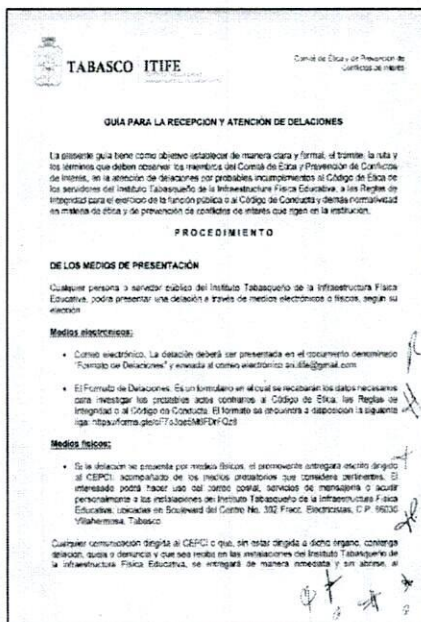 TABASCO ITIFE
Comité de Ética y de Prevención de
Conflictos de Interés
GUÍA PARA LA RECEPCIÓN Y ATENCIÓN DE DELACIONES
La presente guía tiene como objetivo establecer de manera clara y formal, el trámite, la ruta y
los términos que deben observar los miembros del Comité de Ética y Prevención de Conflictos
de Interés, en la atención de delaciones por probables incumplimientos al Código de Ética de
los servidores del Instituto Tabasqueño de la Infraestructura Física Educativa, a las Reglas de
Integridad para el ejercicio de la función pública o al Código de Conducta y demás normatividad
en materia de ética y de prevención de conflictos de interés que rigen en la institución.
PROCEDIMIENTO
DE LOS MEDIOS DE PRESENTACIÓN
Cualquier persona o servidor público del Instituto Tabasqueño de la Infraestructura Física
Educativa, podrá presentar una delación a través de medios electrónicos o físicos, según su
elección.
Medios electrónicos:
• Correo electrónico. La delación deberá ser presentada en el documento denominado
"Formato de Delaciones" y enviada al correo electrónico
• El Formato de Delaciones. Es un formulario en el cual se recabarán los datos necesarios
para investigar los probables actos contrarios al Código de Ética, las Reglas de
Integridad o al Código de Conducta. El formato se encuentra a disposición la siguiente
liga:
Medios físicos:
• Si la delación se presenta por medios físicos, el promovente entregará escrito dirigido
al CEPCI, acompañado de los medios probatorios que considere pertinentes. El
interesado podrá hacer uso del correo postal, servicios de mensajería o acudir
personalmente a las instalaciones del Instituto Tabasqueño de la Infraestructura Física
Educativa, ubicadas en Boulevard del Centro No. 302 Fracc. Electricistas, C.P. 86030
Villahermosa, Tabasco.
Cualquier comunicación dirigida al CEPCI o que, sin estar dirigida a dicho órgano, contenga
delación, queja o denuncia y que sea recibida en las instalaciones del Instituto Tabasqueño de
la Infraestructura Física Educativa, se entregará de manera inmediata y sin abrirse, al